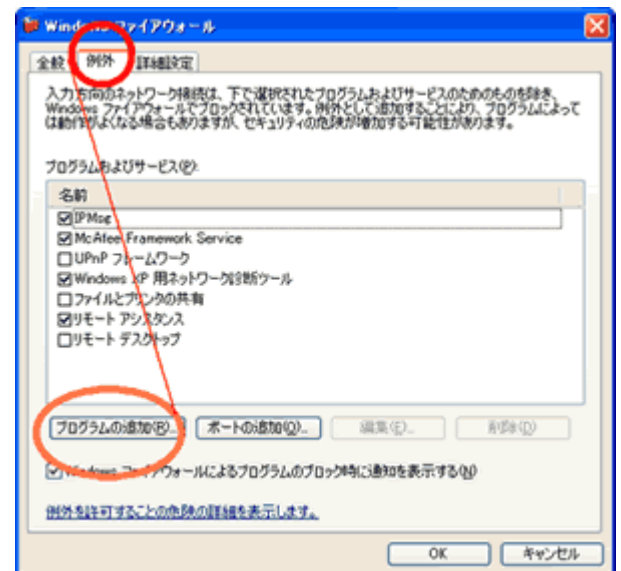 Windows ファイアウォール
全般 例外 詳細設定
入力方向のネットワーク接続は、下で選択されたプログラムおよびサービスのためのものを除き、
Windows ファイアウォールでブロックされています。例外として追加することにより、プログラムによって
は動作がよくなる場合もありますが、セキュリティの危険が増加する可能性があります。
プログラムおよびサービス(P):
名前
IPMsg
McAfee Framework Service
UPnP フレームワーク
Windows XP 用ネットワーク診断ツール
ファイルとプリンタの共有
リモート アシスタンス
リモート デスクトップ
プログラムの追加(R)... ポートの追加(O)... 編集(E)... 削除(D)
Windows ファイアウォールによるプログラムのブロック時に通知を表示する(N)
例外を許可することの危険の詳細を表示します。
OK キャンセル